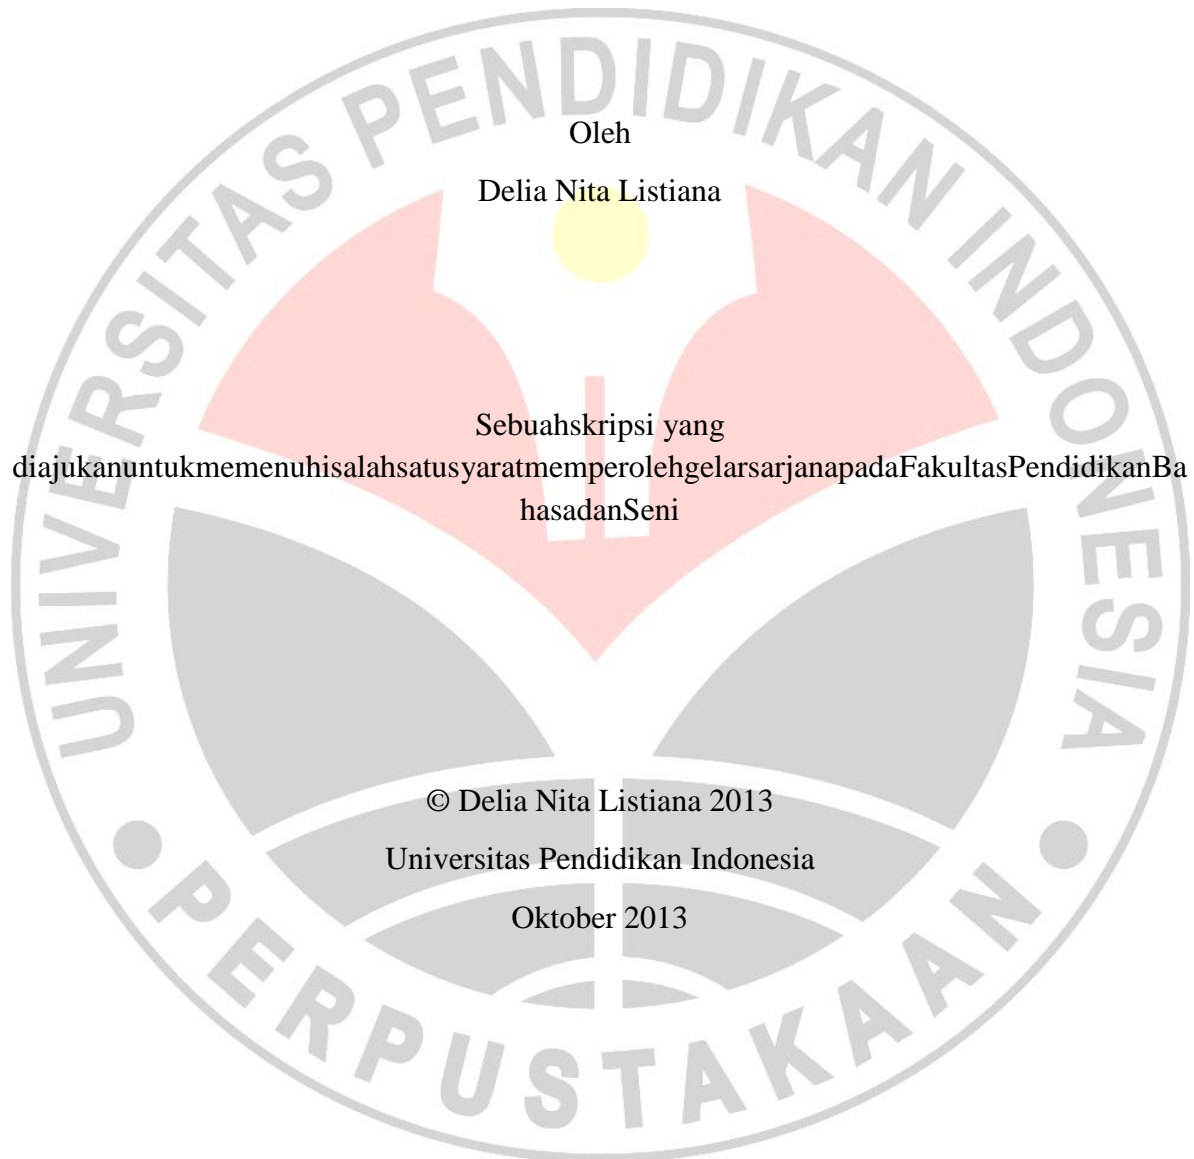 UNIVERSITAS PENDIDIKAN INDONESIA
Oleh
Delia Nita Listiana
Sebuahskripsi yang
diajukanuntukmemenuhisalahsatusyaratmemperolehgelarsarjanapadaFakultasPendidikanBa
hasadanSeni
© Delia Nita Listiana 2013
Universitas Pendidikan Indonesia
Oktober 2013
PERPUSTAKAAN